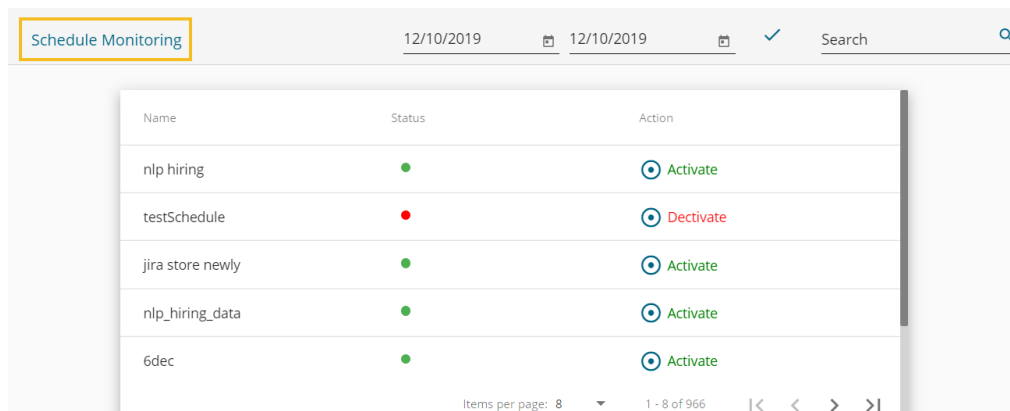 Schedule Monitoring 12/10/2019 12/10/2019 Search
Name Status Action
nlp hiring Activate
testSchedule Dectivate
jira store newly Activate
nlp_hiring_data Activate
6dec Activate
Items per page: 8 1 - 8 of 966